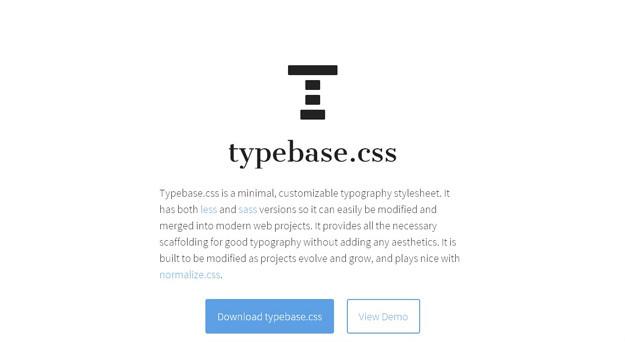 typebase.css
Typebase.css is a minimal, customizable typography stylesheet. It
has both less and sass versions so it can easily be modified and
merged into modern web projects. It provides all the necessary
scaffolding for good typography without adding any aesthetics. It is
built to be modified as projects evolve and grow, and plays nice with
normalize.css.
Download typebase.css View Demo